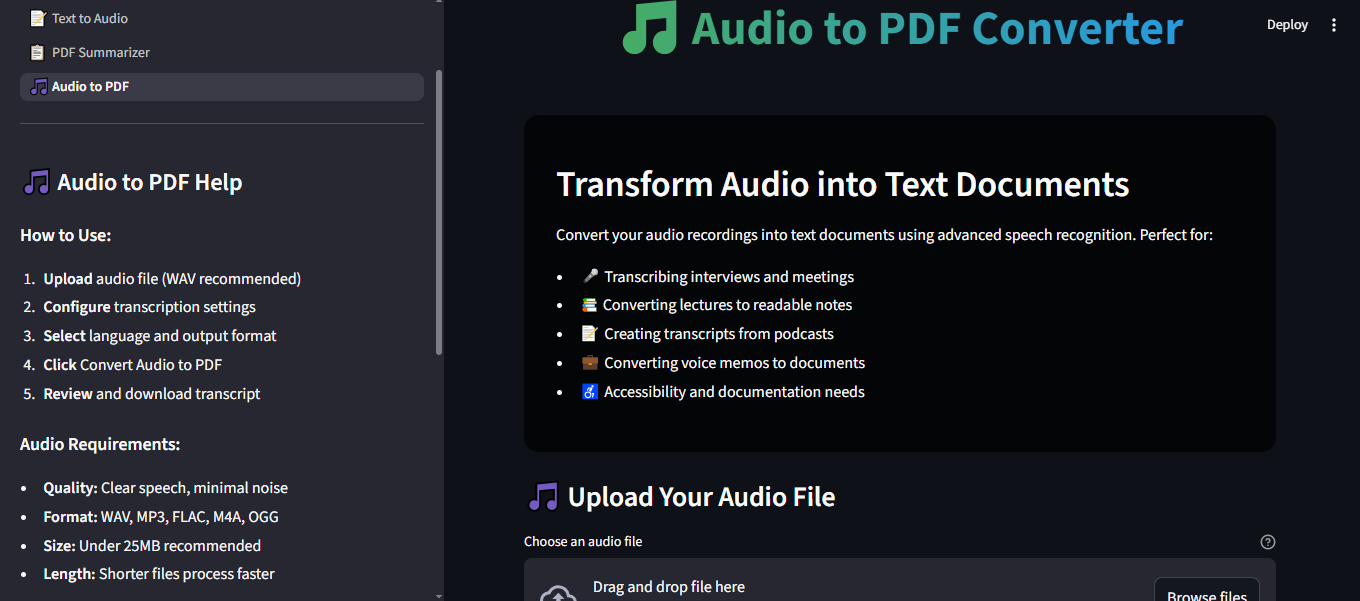 Text to Audio
PDF Summarizer
Audio to PDF
Audio to PDF Help
How to Use:
1. Upload audio file (WAV recommended)
2. Configure transcription settings
3. Select language and output format
4. Click Convert Audio to PDF
5. Review and download transcript
Audio Requirements:
• Quality: Clear speech, minimal noise
• Format: WAV, MP3, FLAC, M4A, OGG
• Size: Under 25MB recommended
• Length: Shorter files process faster
Audio to PDF Converter
Deploy
Transform Audio into Text Documents
Convert your audio recordings into text documents using advanced speech recognition. Perfect for:
• Transcribing interviews and meetings
• Converting lectures to readable notes
• Creating transcripts from podcasts
• Converting voice memos to documents
• Accessibility and documentation needs
Upload Your Audio File
Choose an audio file
Drag and drop file here
Browse files